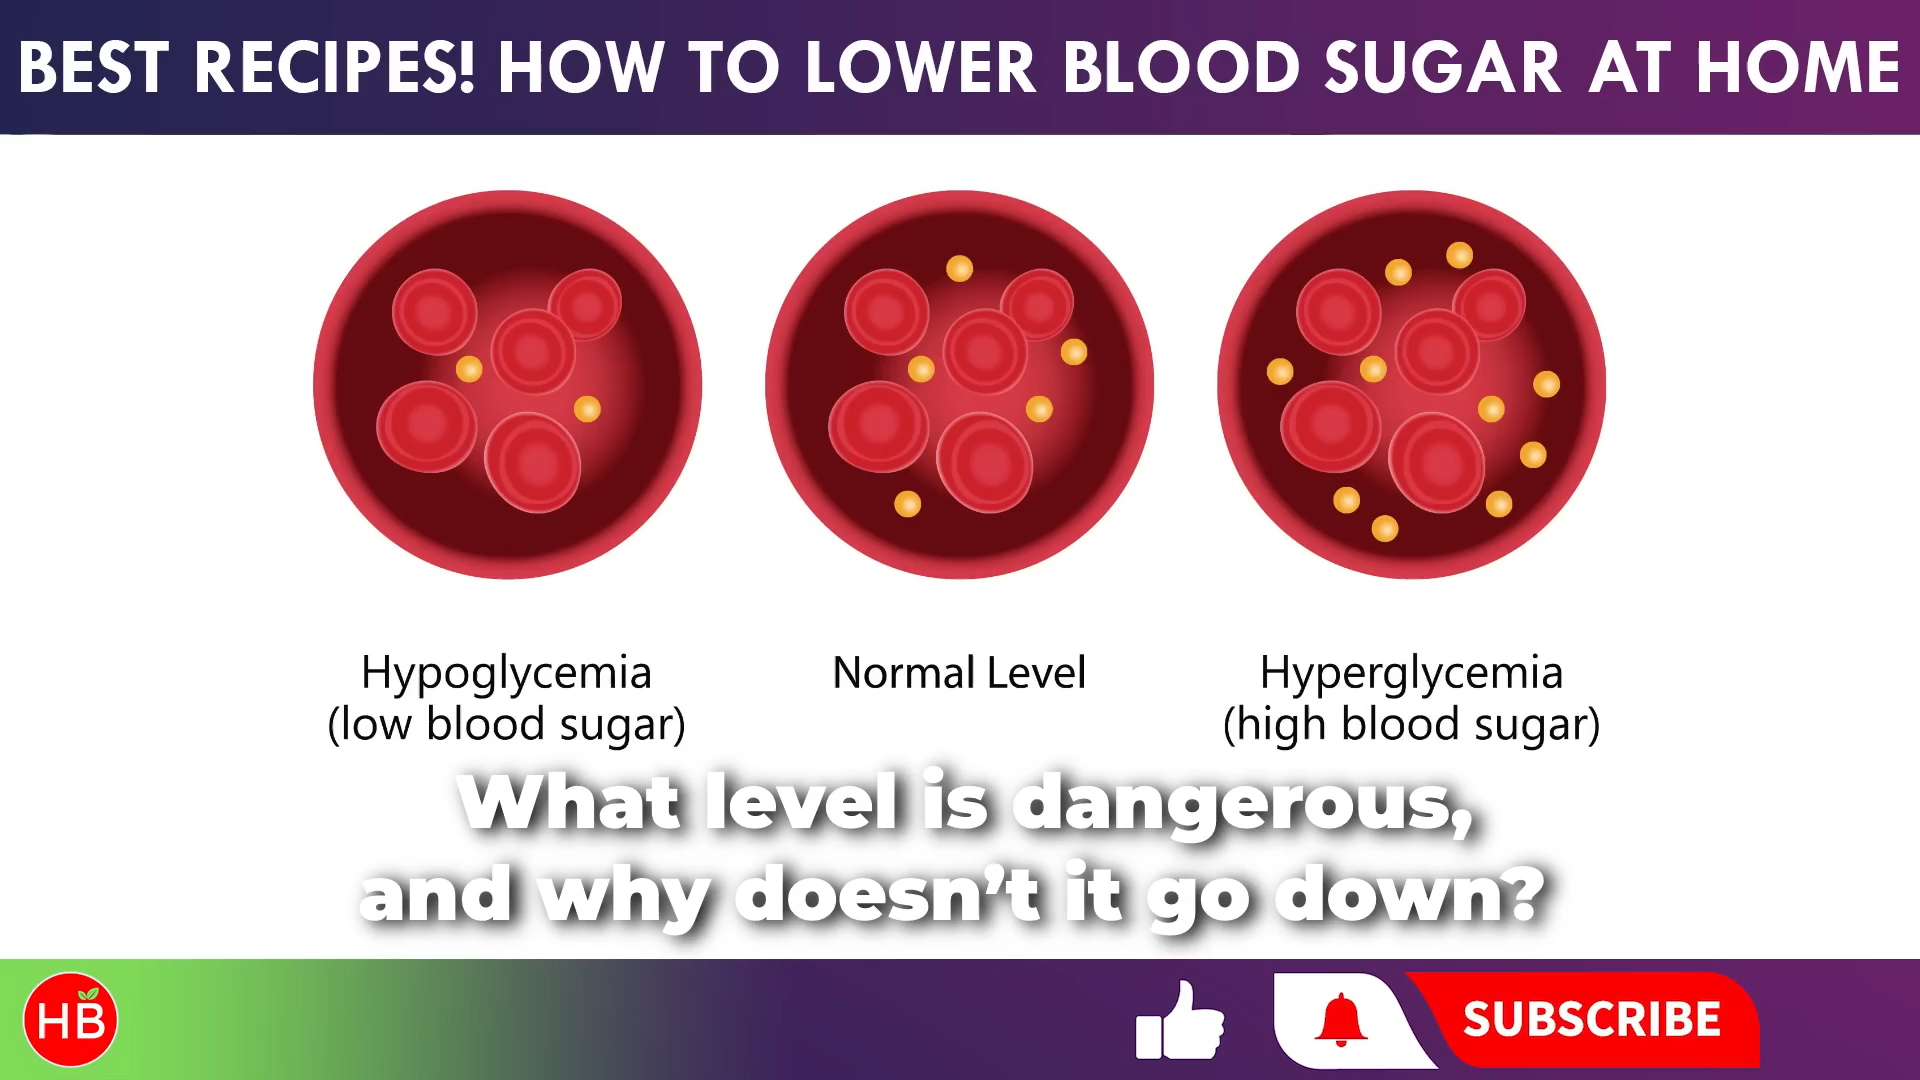 BEST RECIPES! HOW TO LOWER BLOOD SUGAR AT HOME
Hypoglycemia
(low blood sugar)
Normal Level
Hyperglycemia
(high blood sugar)
What level is dangerous,
and why doesn’t it go down?
HB
SUBSCRIBE